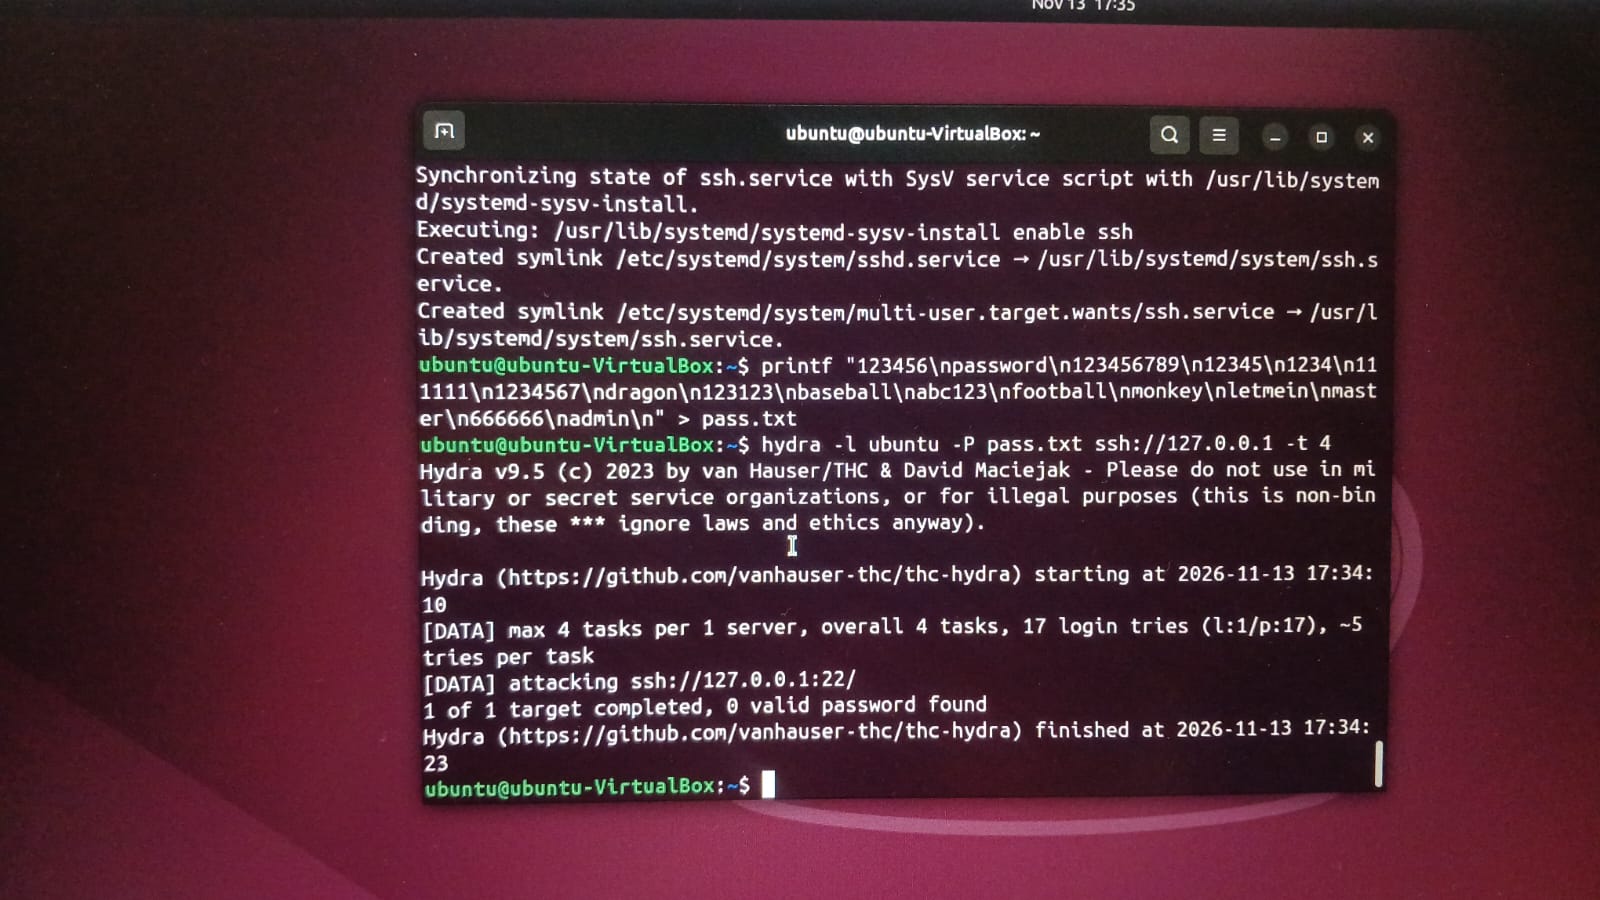 Nov 13 17:35
ubuntu@ubuntu-VirtualBox: ~
Synchronizing state of ssh.service with SysV service script with /usr/lib/system
d/systemd-sysv-install.
Executing: /usr/lib/systemd/systemd-sysv-install enable ssh
Created symlink /etc/systemd/system/sshd.service → /usr/lib/systemd/system/ssh.s
ervice.
Created symlink /etc/systemd/system/multi-user.target.wants/ssh.service → /usr/l
ib/systemd/system/ssh.service.
ubuntu@ubuntu-VirtualBox:~$ printf "123456\npassword\n123456789\n12345\n1234\n11
1111\n1234567\ndragon\n123123\nbaseball\nabc123\nfootball\nmonkey\nletmein\nmast
er\n666666\nadmin\n" > pass.txt
ubuntu@ubuntu-VirtualBox:~$ hydra -l ubuntu -P pass.txt ssh://127.0.0.1 -t 4
Hydra v9.5 (c) 2023 by van Hauser/THC & David Maciejak - Please do not use in mi
litary or secret service organizations, or for illegal purposes (this is non-bin
ding, these *** ignore laws and ethics anyway).
Hydra (https://github.com/vanhauser-thc/thc-hydra) starting at 2026-11-13 17:34:
10
[DATA] max 4 tasks per 1 server, overall 4 tasks, 17 login tries (l:1/p:17), ~5
tries per task
[DATA] attacking ssh://127.0.0.1:22/
1 of 1 target completed, 0 valid password found
Hydra (https://github.com/vanhauser-thc/thc-hydra) finished at 2026-11-13 17:34:
23
ubuntu@ubuntu-VirtualBox:~$